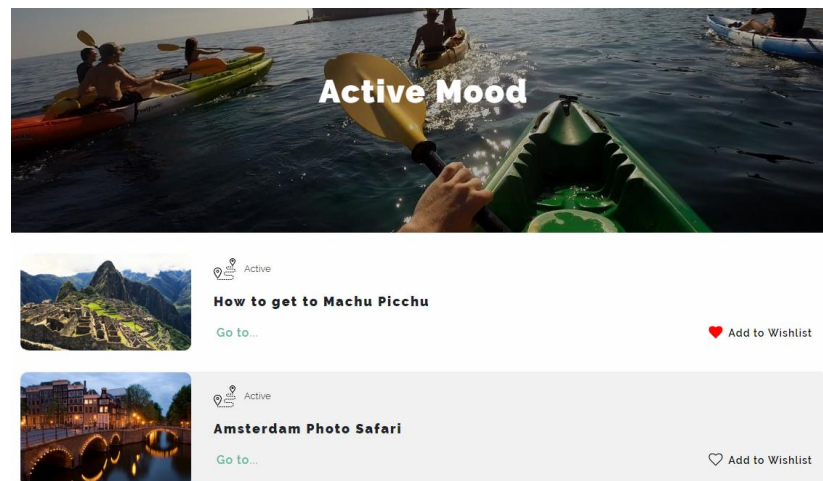 Active Mood
Active
How to get to Machu Picchu
Go to...
Add to Wishlist
Active
Amsterdam Photo Safari
Go to...
Add to Wishlist